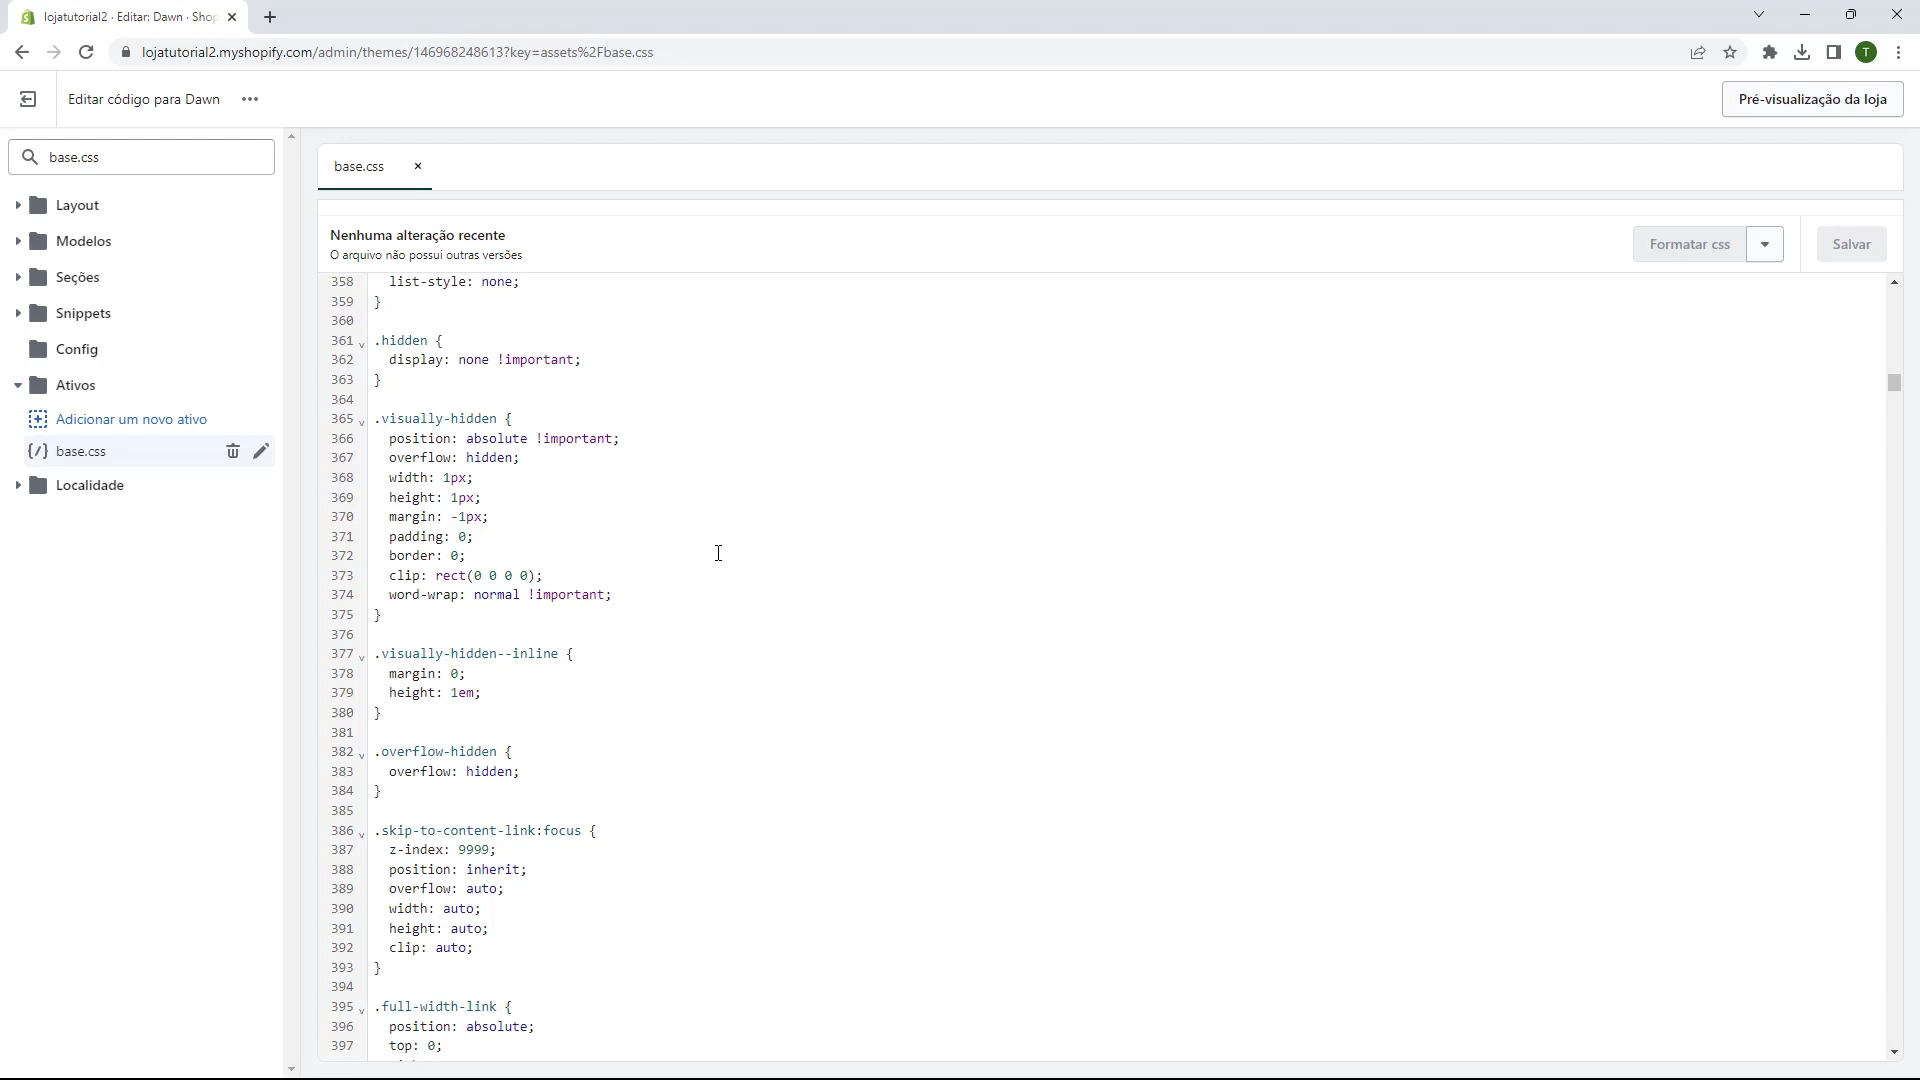 lojatutorial2 · Editar: Dawn · Shop
lojatutorial2.myshopify.com/admin/themes/146968248613?key=assets%2Fbase.css
T
Editar código para Dawn
Pré-visualização da loja
base.css
Layout
Modelos
Seções
Snippets
Config
Ativos
Adicionar um novo ativo
{/} base.css
Localidade
base.css
Nenhuma alteração recente
O arquivo não possui outras versões
Formatar css
Salvar
358 list-style: none;
359 }
360
361 .hidden {
362 display: none !important;
363 }
364
365 .visually-hidden {
366 position: absolute !important;
367 overflow: hidden;
368 width: 1px;
369 height: 1px;
370 margin: -1px;
371 padding: 0;
372 border: 0;
373 clip: rect(0 0 0 0);
374 word-wrap: normal !important;
375 }
376
377 .visually-hidden--inline {
378 margin: 0;
379 height: 1em;
380 }
381
382 .overflow-hidden {
383 overflow: hidden;
384 }
385
386 .skip-to-content-link:focus {
387 z-index: 9999;
388 position: inherit;
389 overflow: auto;
390 width: auto;
391 height: auto;
392 clip: auto;
393 }
394
395 .full-width-link {
396 position: absolute;
397 top: 0;